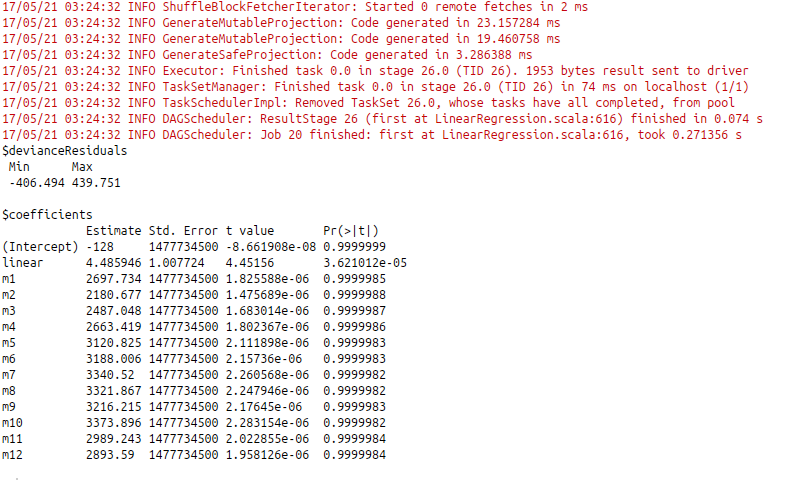 17/05/21 03:24:32 INFO ShuffleBlockFetcherIterator: Started 0 remote fetches in 2 ms
17/05/21 03:24:32 INFO GenerateMutableProjection: Code generated in 23.157284 ms
17/05/21 03:24:32 INFO GenerateMutableProjection: Code generated in 19.460758 ms
17/05/21 03:24:32 INFO GenerateSafeProjection: Code generated in 3.286388 ms
17/05/21 03:24:32 INFO Executor: Finished task 0.0 in stage 26.0 (TID 26). 1953 bytes result sent to driver
17/05/21 03:24:32 INFO TaskSetManager: Finished task 0.0 in stage 26.0 (TID 26) in 74 ms on localhost (1/1)
17/05/21 03:24:32 INFO TaskSchedulerImpl: Removed TaskSet 26.0, whose tasks have all completed, from pool
17/05/21 03:24:32 INFO DAGScheduler: ResultStage 26 (first at LinearRegression.scala:616) finished in 0.074 s
17/05/21 03:24:32 INFO DAGScheduler: Job 20 finished: first at LinearRegression.scala:616, took 0.271356 s
$devianceResiduals
 Min      Max
 -406.494 439.751

$coefficients
            Estimate Std. Error t value       Pr(>|t|)
(Intercept) -128     1477734500 -8.661908e-08 0.9999999
linear      4.485946 1.007724   4.45156       3.621012e-05
m1          2697.734 1477734500 1.825588e-06  0.9999985
m2          2180.677 1477734500 1.475689e-06  0.9999988
m3          2487.048 1477734500 1.683014e-06  0.9999987
m4          2663.419 1477734500 1.802367e-06  0.9999986
m5          3120.825 1477734500 2.111898e-06  0.9999983
m6          3188.006 1477734500 2.15736e-06   0.9999983
m7          3340.52  1477734500 2.260568e-06  0.9999982
m8          3321.867 1477734500 2.247946e-06  0.9999982
m9          3216.215 1477734500 2.17645e-06   0.9999983
m10         3373.896 1477734500 2.283154e-06  0.9999982
m11         2989.243 1477734500 2.022855e-06  0.9999984
m12         2893.59  1477734500 1.958126e-06  0.9999984